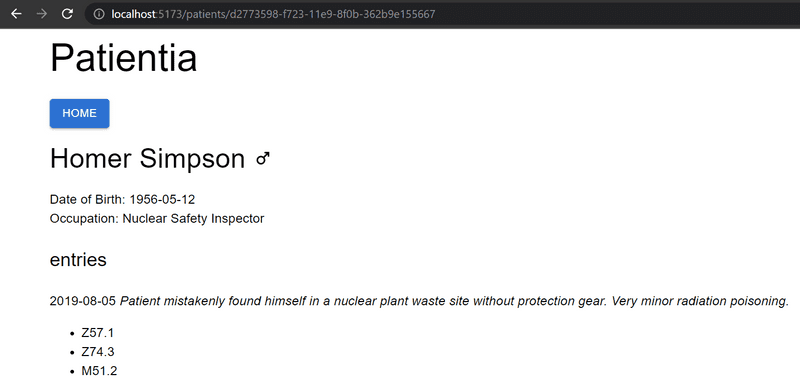 localhost:5173/patients/d2773598-f723-11e9-8f0b-362b9e155667
Patientia
HOME
Homer Simpson ♂
Date of Birth: 1956-05-12
Occupation: Nuclear Safety Inspector
entries
2019-08-05 Patient mistakenly found himself in a nuclear plant waste site without protection gear. Very minor radiation poisoning.
• Z57.1
• Z74.3
• M51.2